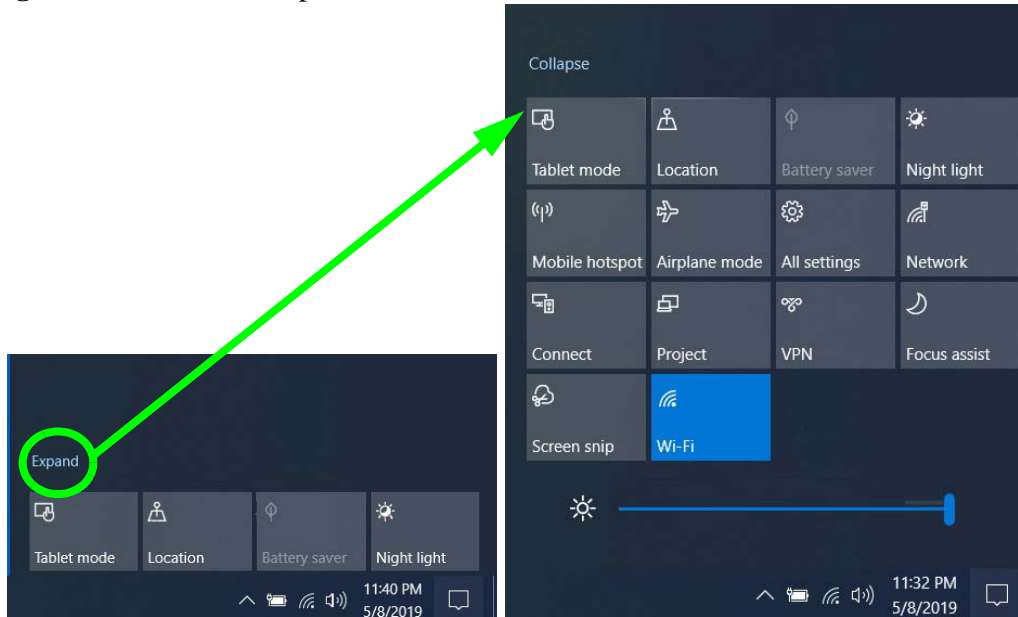 Collapse
Tablet mode Location Battery saver Night light
Mobile hotspot Airplane mode All settings Network
Connect Project VPN Focus assist
Screen snip Wi-Fi
11:32 PM
5/8/2019
Expand
Tablet mode Location Battery saver Night light
11:40 PM
5/8/2019